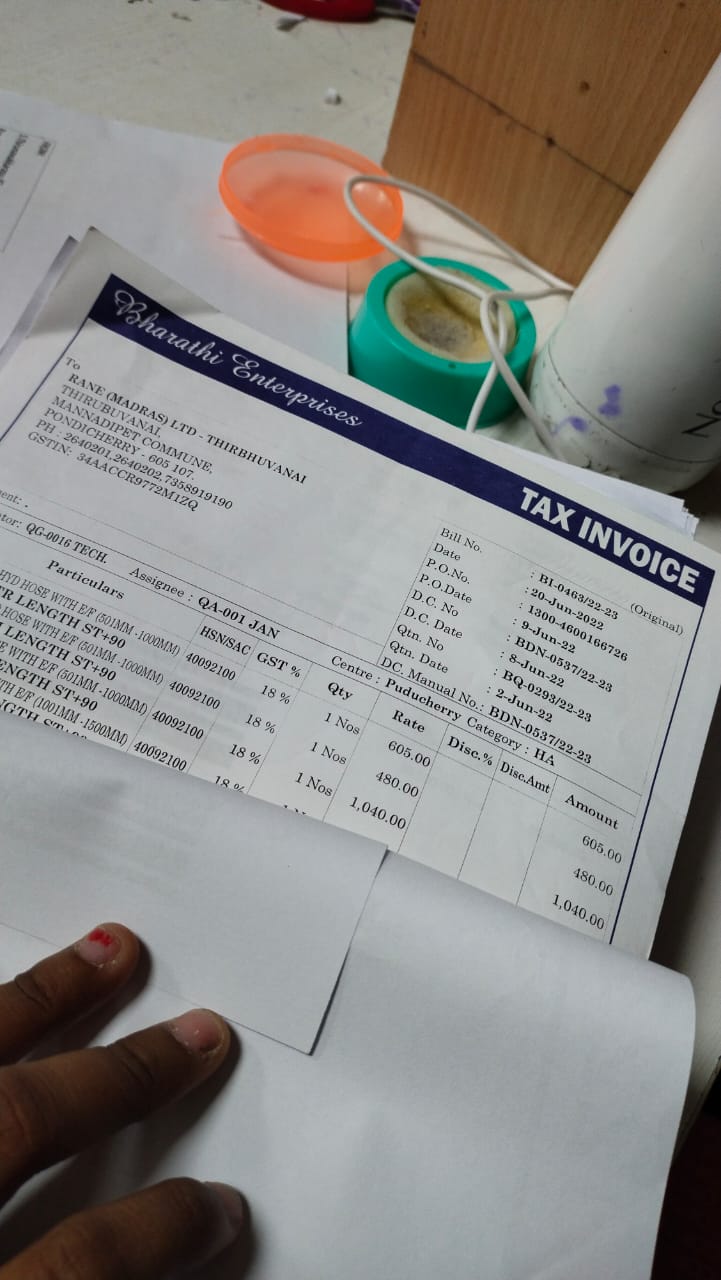 Bharathi Enterprises
TAX INVOICE
(Original)
To
RANE (MADRAS) LTD - THIRBHUVANAI
THIRUBUVANAI,
MANNADIPET COMMUNE,
PONDICHERRY - 605 107.
PH : 2640201,2640202,7358919190
GSTIN: 34AACCR9772M1ZQ
Bill No. : BI-0463/22-23
Date : 20-Jun-2022
P.O.No. : 1300-4600166726
P.O.Date : 9-Jun-22
D.C. No : BDN-0537/22-23
D.C. Date : 8-Jun-22
Qtn. No : BQ-0293/22-23
Qtn. Date : 2-Jun-22
DC. Manual No.: BDN-0537/22-23
QG-0016 TECH. Assignee : QA-001 JAN Centre : Puducherry Category : HA
Particulars HSN/SAC GST % Qty Rate Disc.% Disc.Amt Amount
HYD HOSE WITH E/F (501MM -1000MM) 40092100 18 % 1 Nos 605.00 605.00
LENGTH ST+90
HOSE WITH E/F (501MM -1000MM) 40092100 18 % 1 Nos 480.00 480.00
LENGTH ST+90
WITH E/F (501MM -1000MM) 40092100 18 % 1 Nos 1,040.00 1,040.00
ST+90
E/F (1001MM -1500MM) 40092100 18 %